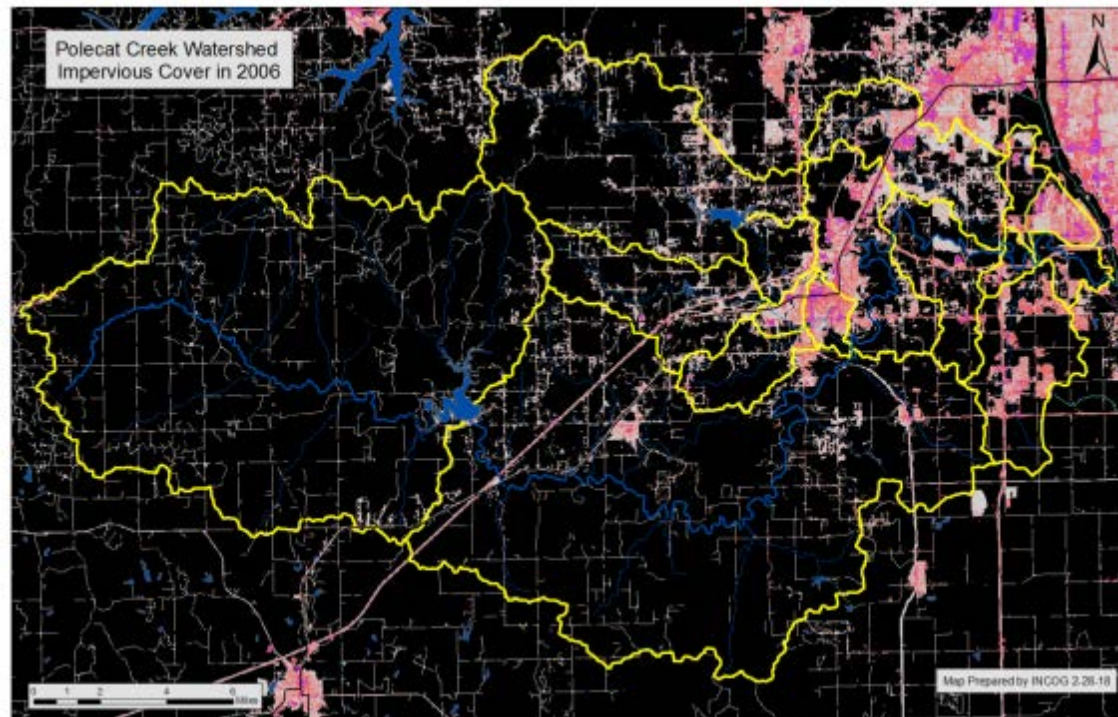 Polecat Creek Watershed
Impervious Cover in 2006
N
0 1 2 4 6
Miles
Map Prepared by INCOG 2-28-18